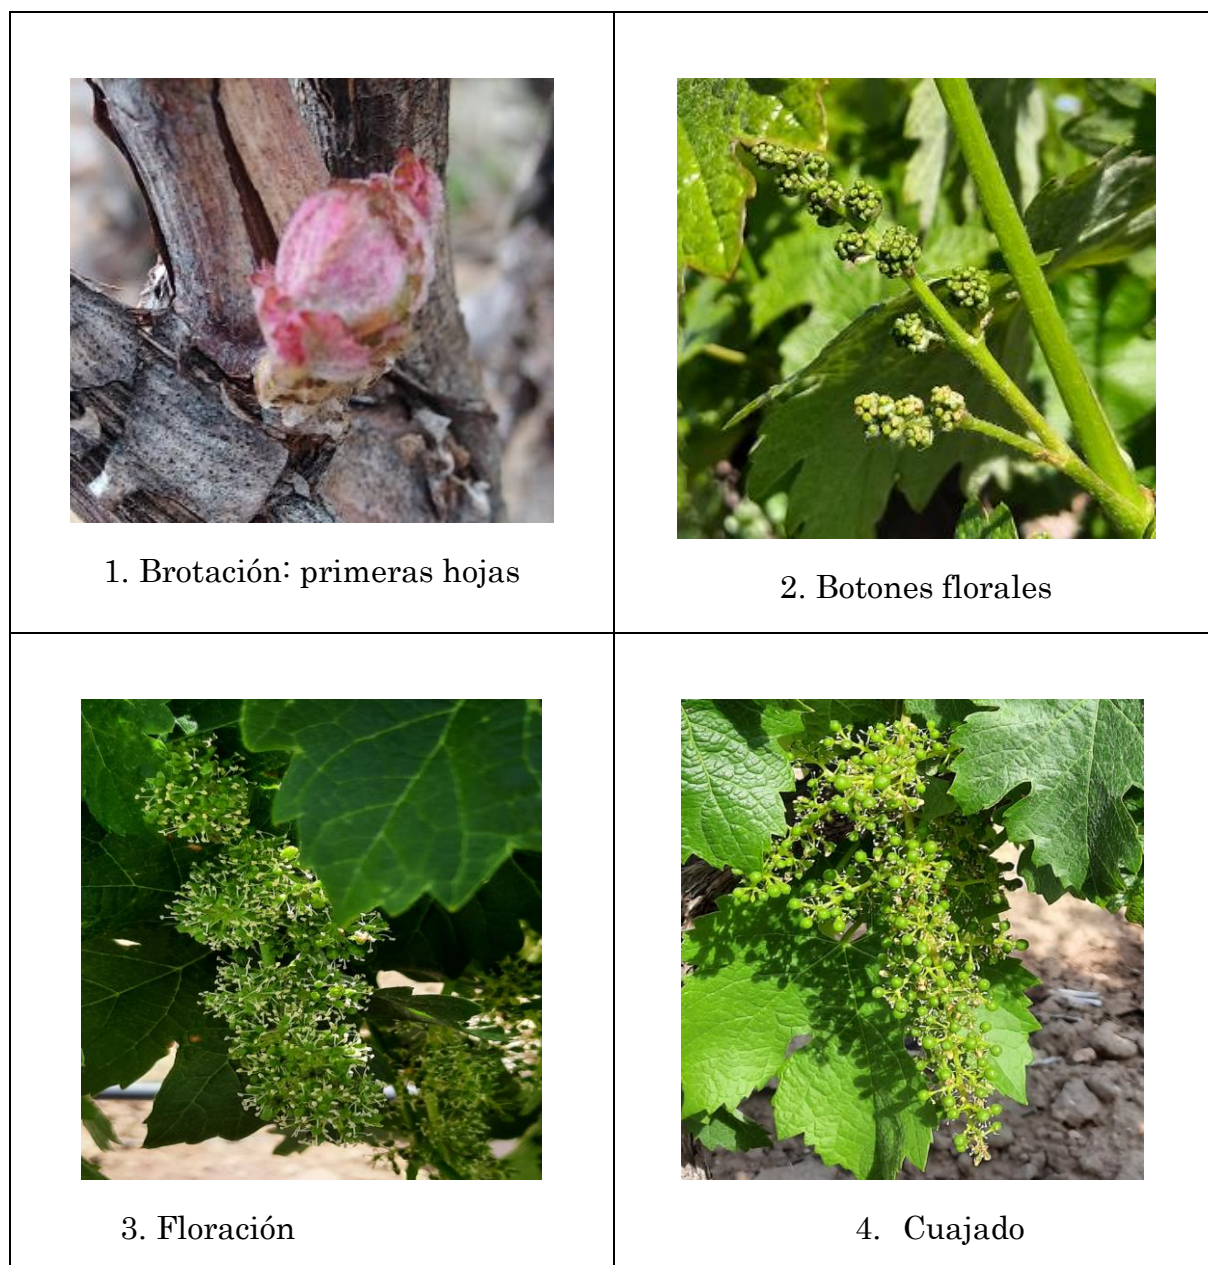 1. Brotación: primeras hojas
2. Botones florales
3. Floración
4. Cuajado